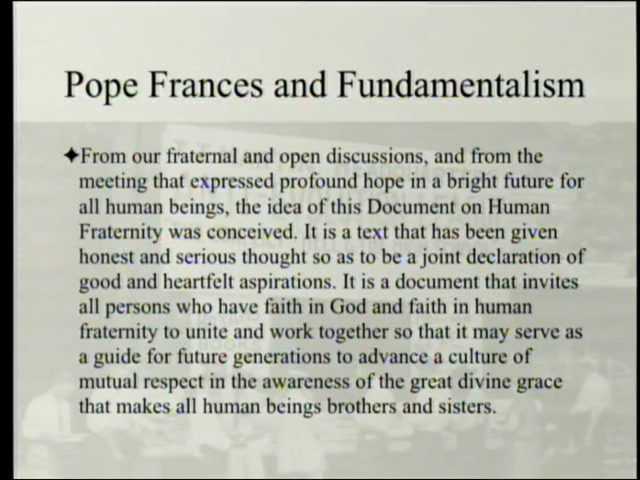 Pope Frances and Fundamentalism
✦From our fraternal and open discussions, and from the
meeting that expressed profound hope in a bright future for
all human beings, the idea of this Document on Human
Fraternity was conceived. It is a text that has been given
honest and serious thought so as to be a joint declaration of
good and heartfelt aspirations. It is a document that invites
all persons who have faith in God and faith in human
fraternity to unite and work together so that it may serve as
a guide for future generations to advance a culture of
mutual respect in the awareness of the great divine grace
that makes all human beings brothers and sisters.